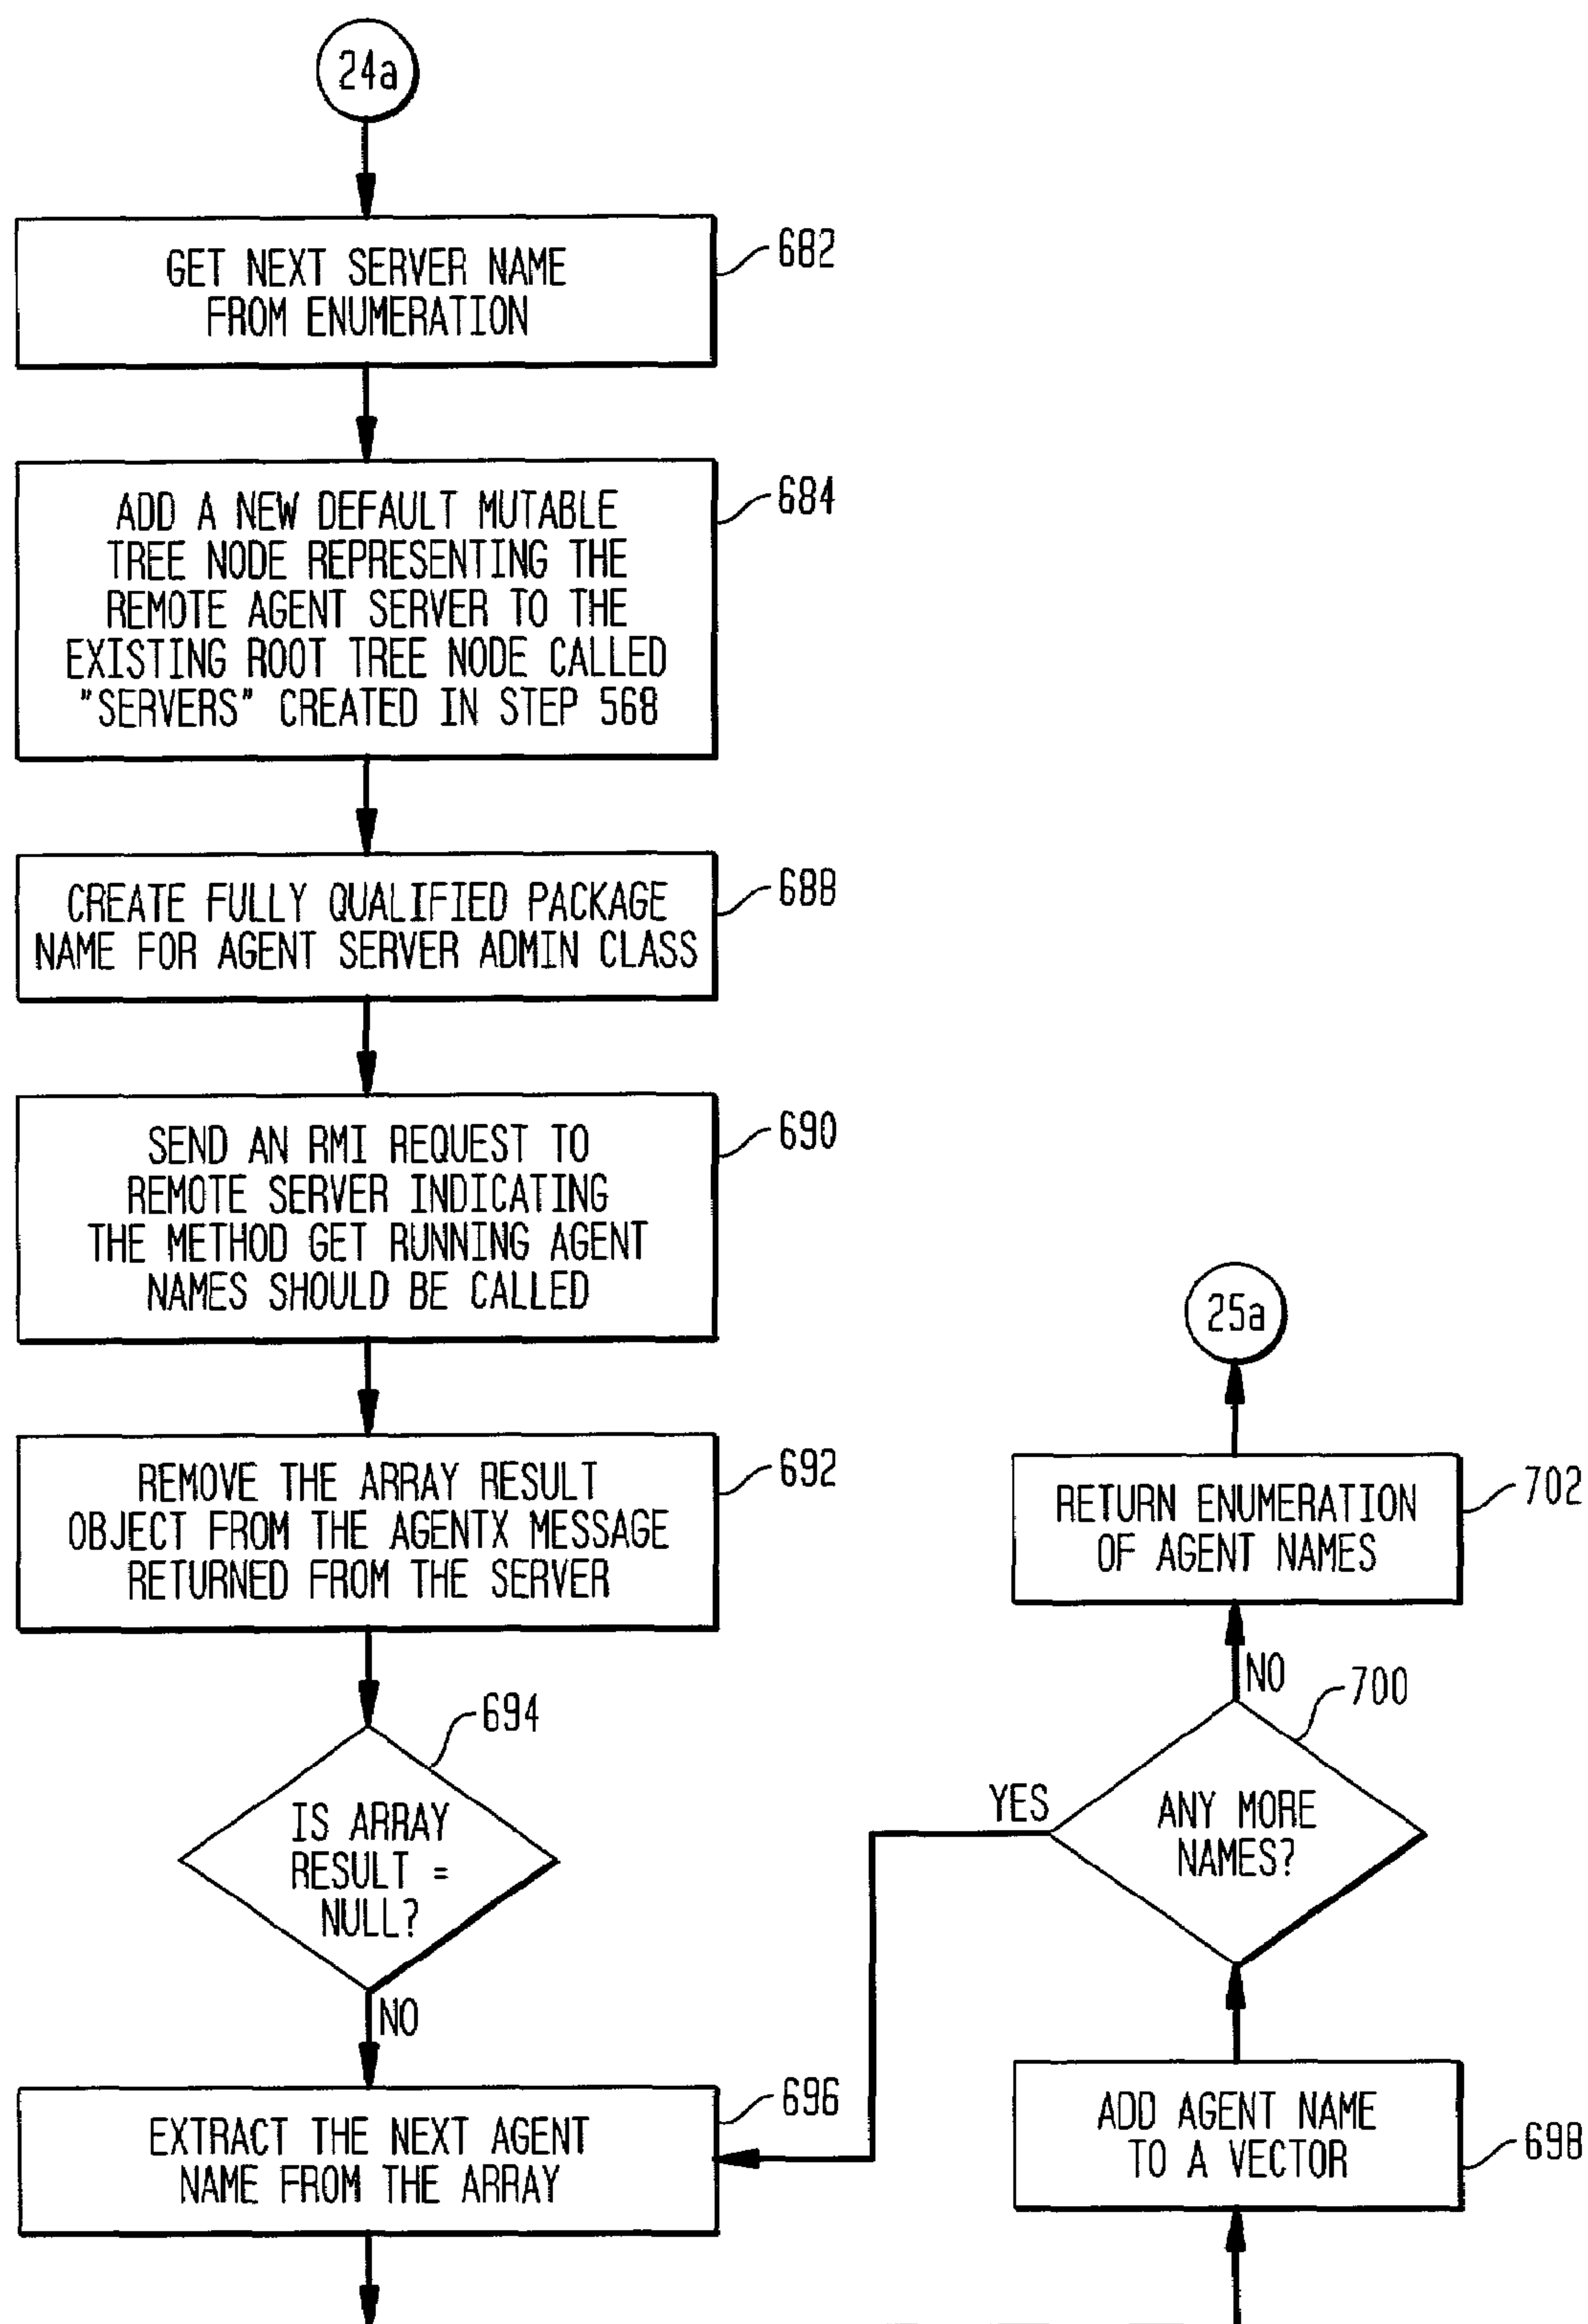 24a
GET NEXT SERVER NAME
FROM ENUMERATION
682
ADD A NEW DEFAULT MUTABLE
TREE NODE REPRESENTING THE
REMOTE AGENT SERVER TO THE
EXISTING ROOT TREE NODE CALLED
"SERVERS" CREATED IN STEP 568
684
CREATE FULLY QUALIFIED PACKAGE
NAME FOR AGENT SERVER ADMIN CLASS
688
SEND AN RMI REQUEST TO
REMOTE SERVER INDICATING
THE METHOD GET RUNNING AGENT
NAMES SHOULD BE CALLED
690
REMOVE THE ARRAY RESULT
OBJECT FROM THE AGENTX MESSAGE
RETURNED FROM THE SERVER
692
IS ARRAY
RESULT =
NULL?
694
NO
EXTRACT THE NEXT AGENT
NAME FROM THE ARRAY
696
25a
RETURN ENUMERATION
OF AGENT NAMES
702
NO
ANY MORE
NAMES?
700
YES
ADD AGENT NAME
TO A VECTOR
698